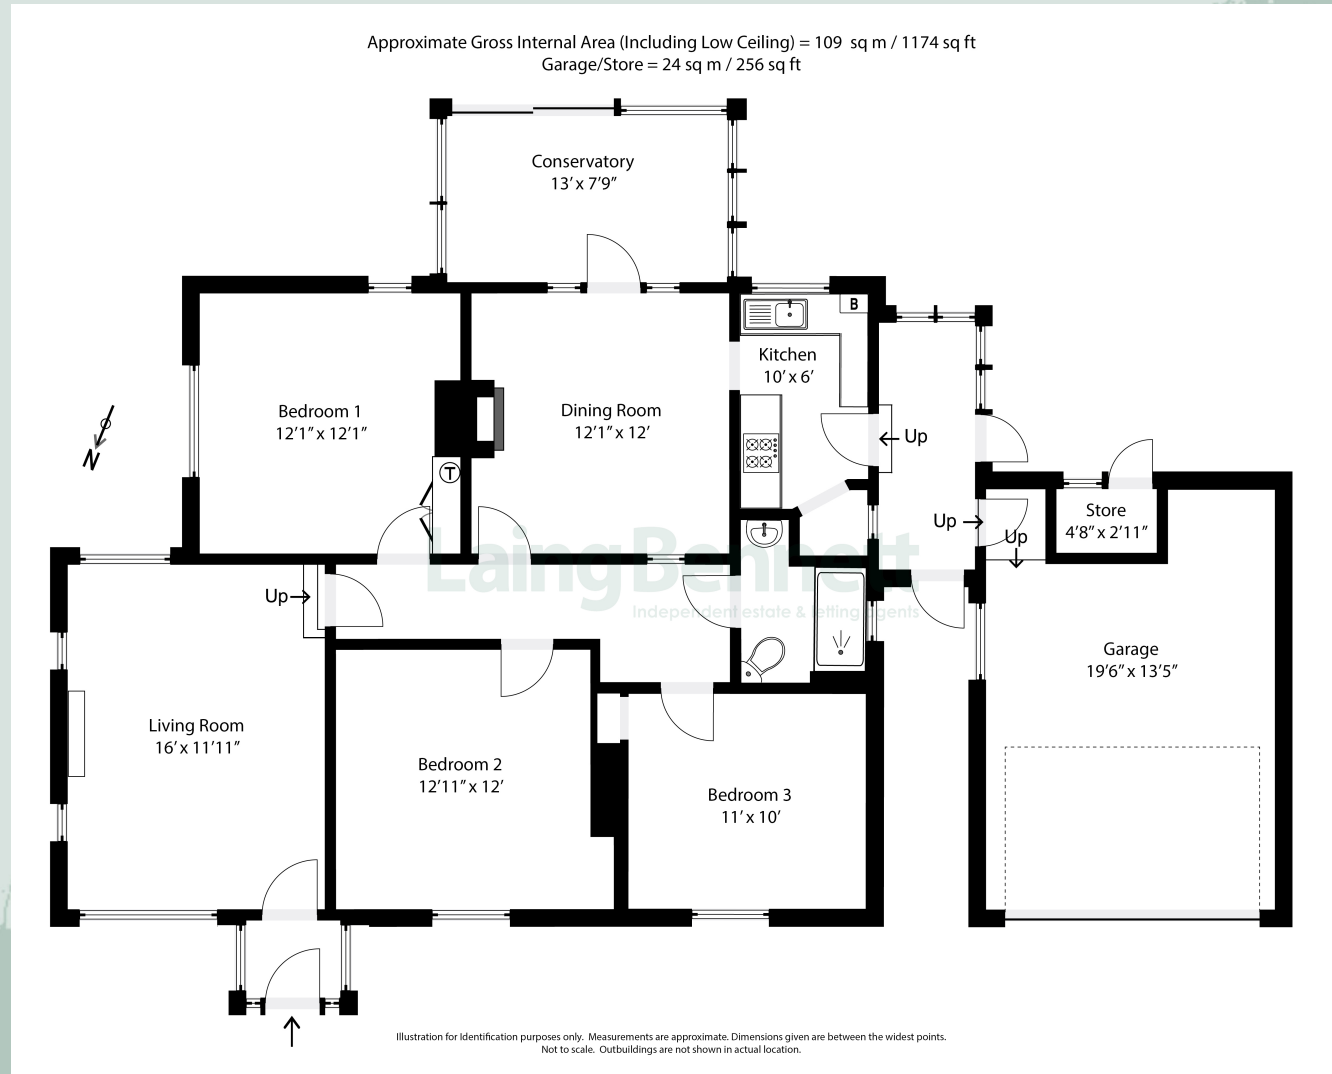 Approximate Gross Internal Area (Including Low Ceiling) = 109 sq m / 1174 sq ft
Garage/Store = 24 sq m / 256 sq ft
Conservatory
13’ x 7’9”
B
Kitchen
10’ x 6’
Bedroom 1
12’1” x 12’1”
Dining Room
12’1” x 12’
Up
N
T
Store
4’8” x 2’11”
Up
Up
Laing Bennett
Independent estate & letting agents
Up
Garage
19’6” x 13’5”
Living Room
16’ x 11’11”
Bedroom 2
12’11” x 12’
Bedroom 3
11’ x 10’
Illustration for Identification purposes only. Measurements are approximate. Dimensions given are between the widest points.
Not to scale. Outbuildings are not shown in actual location.